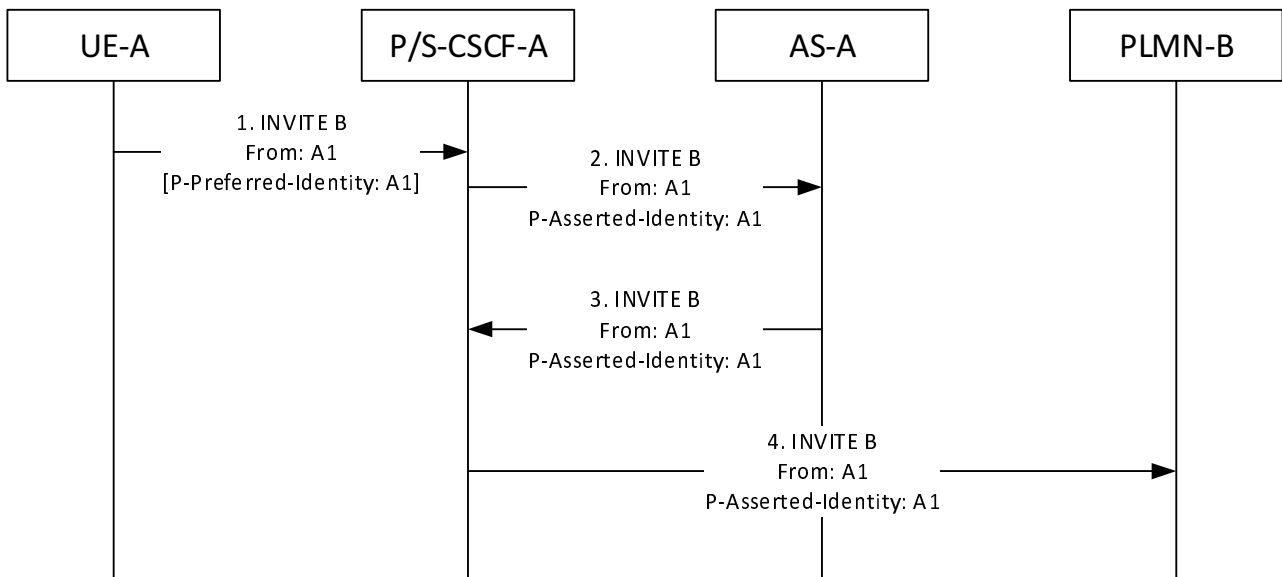 UE-A
P/S-CSCF-A
AS-A
PLMN-B
1. INVITE B
From: A1
[P-Preferred-Identity: A1]
2. INVITE B
From: A1
P-Asserted-Identity: A1
3. INVITE B
From: A1
P-Asserted-Identity: A1
4. INVITE B
From: A1
P-Asserted-Identity: A1